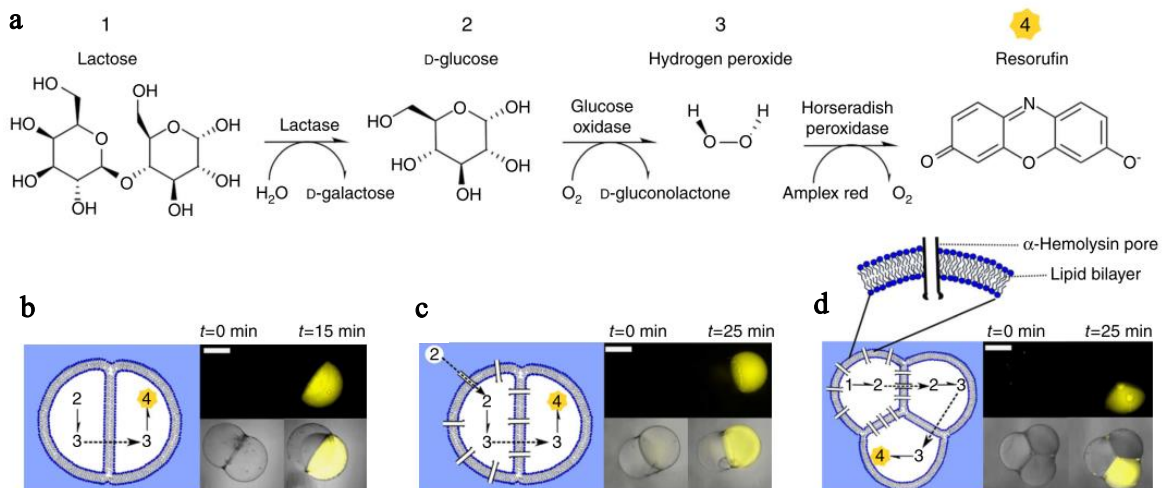 a
1
2
3
4
Lactose
D-glucose
Hydrogen peroxide
Resorufin
HO
OH
O
O
OH
HO
OH
HO
O
OH
OH
Lactase
H₂O
D-galactose
HO
O
OH
HO
OH
OH
Glucose
oxidase
O₂
D-gluconolactone
H
H
O
O
Horseradish
peroxidase
Amplex red
O₂
N
O
O
O⁻
α-Hemolysin pore
Lipid bilayer
b
t=0 min
t=15 min
2
4
3
3
c
t=0 min
t=25 min
2
2
4
3
3
d
t=0 min
t=25 min
1
2
2
3
4
3